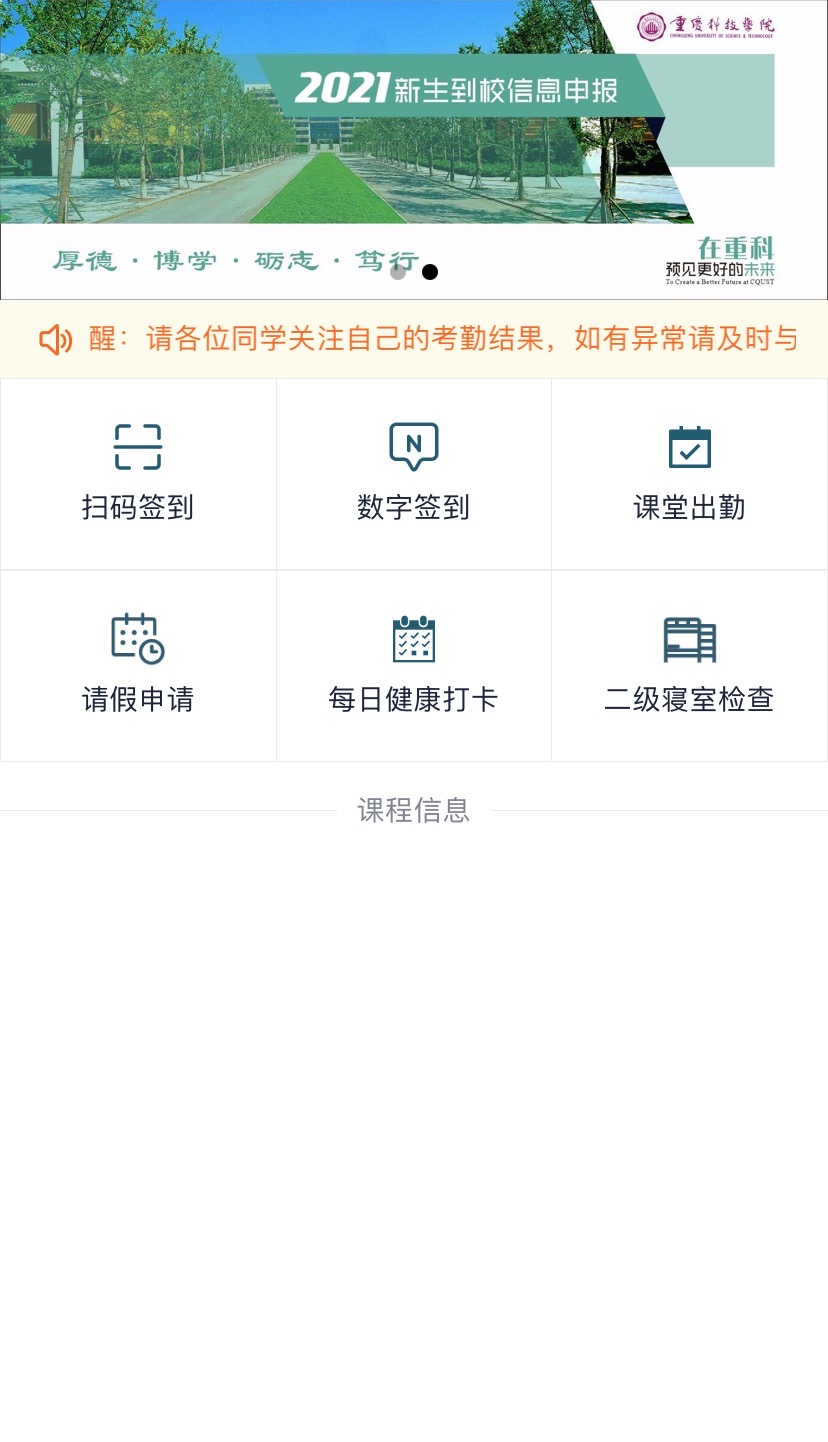 重庆科技学院
CHONGQING UNIVERSITY OF SCIENCE & TECHNOLOGY
2021新生到校信息申报
厚德·博学·砺志·笃行
在重科
预见更好的未来
To Create a Better Future at CQUST
醒：请各位同学关注自己的考勤结果，如有异常请及时与
扫码签到
数字签到
N
课堂出勤
请假申请
每日健康打卡
二级寝室检查
课程信息